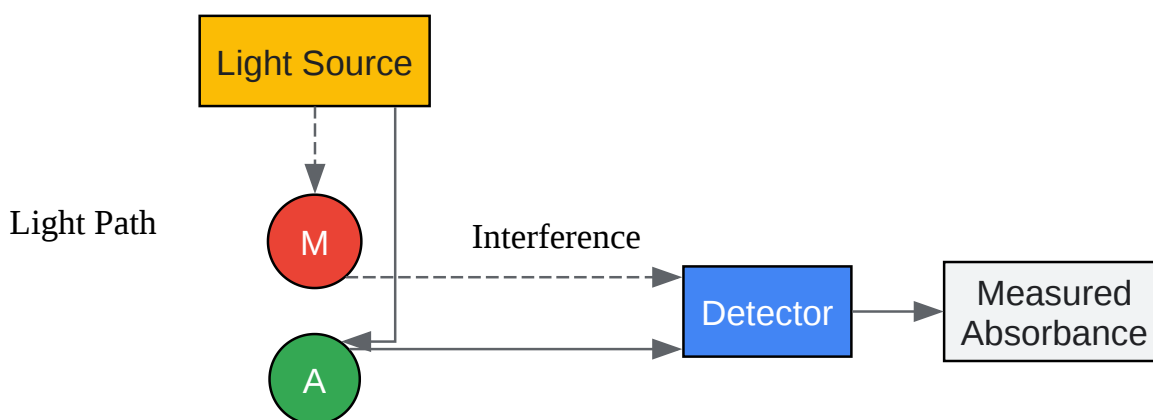 Light Source
Light Path
M
Interference
Detector
Measured
Absorbance
A